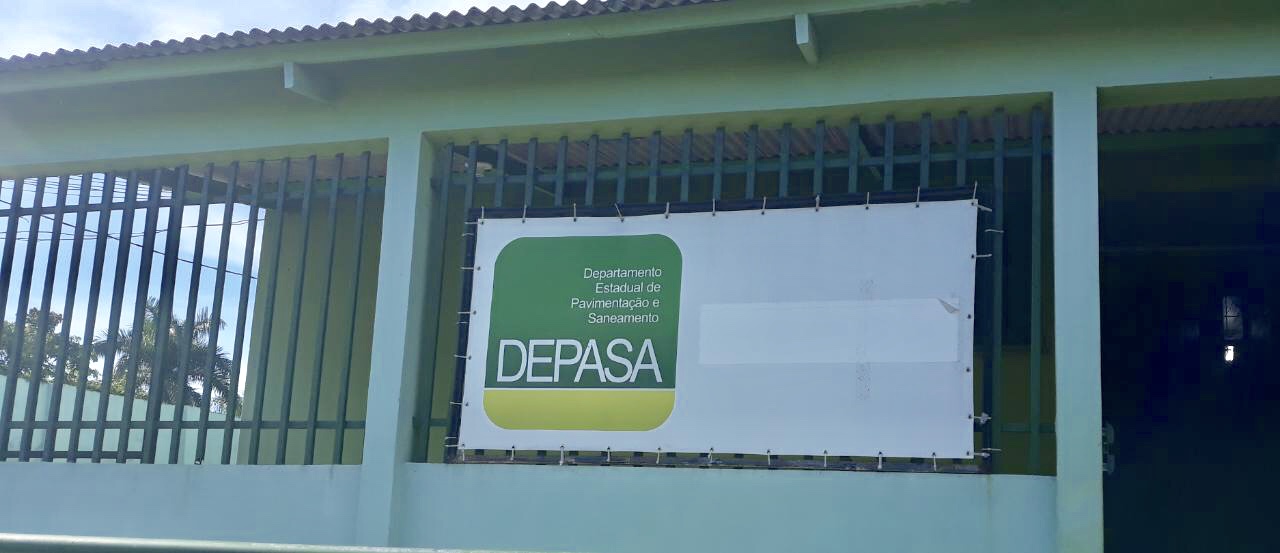 Departamento
Estadual de
Pavimentação e
Saneamento
DEPASA